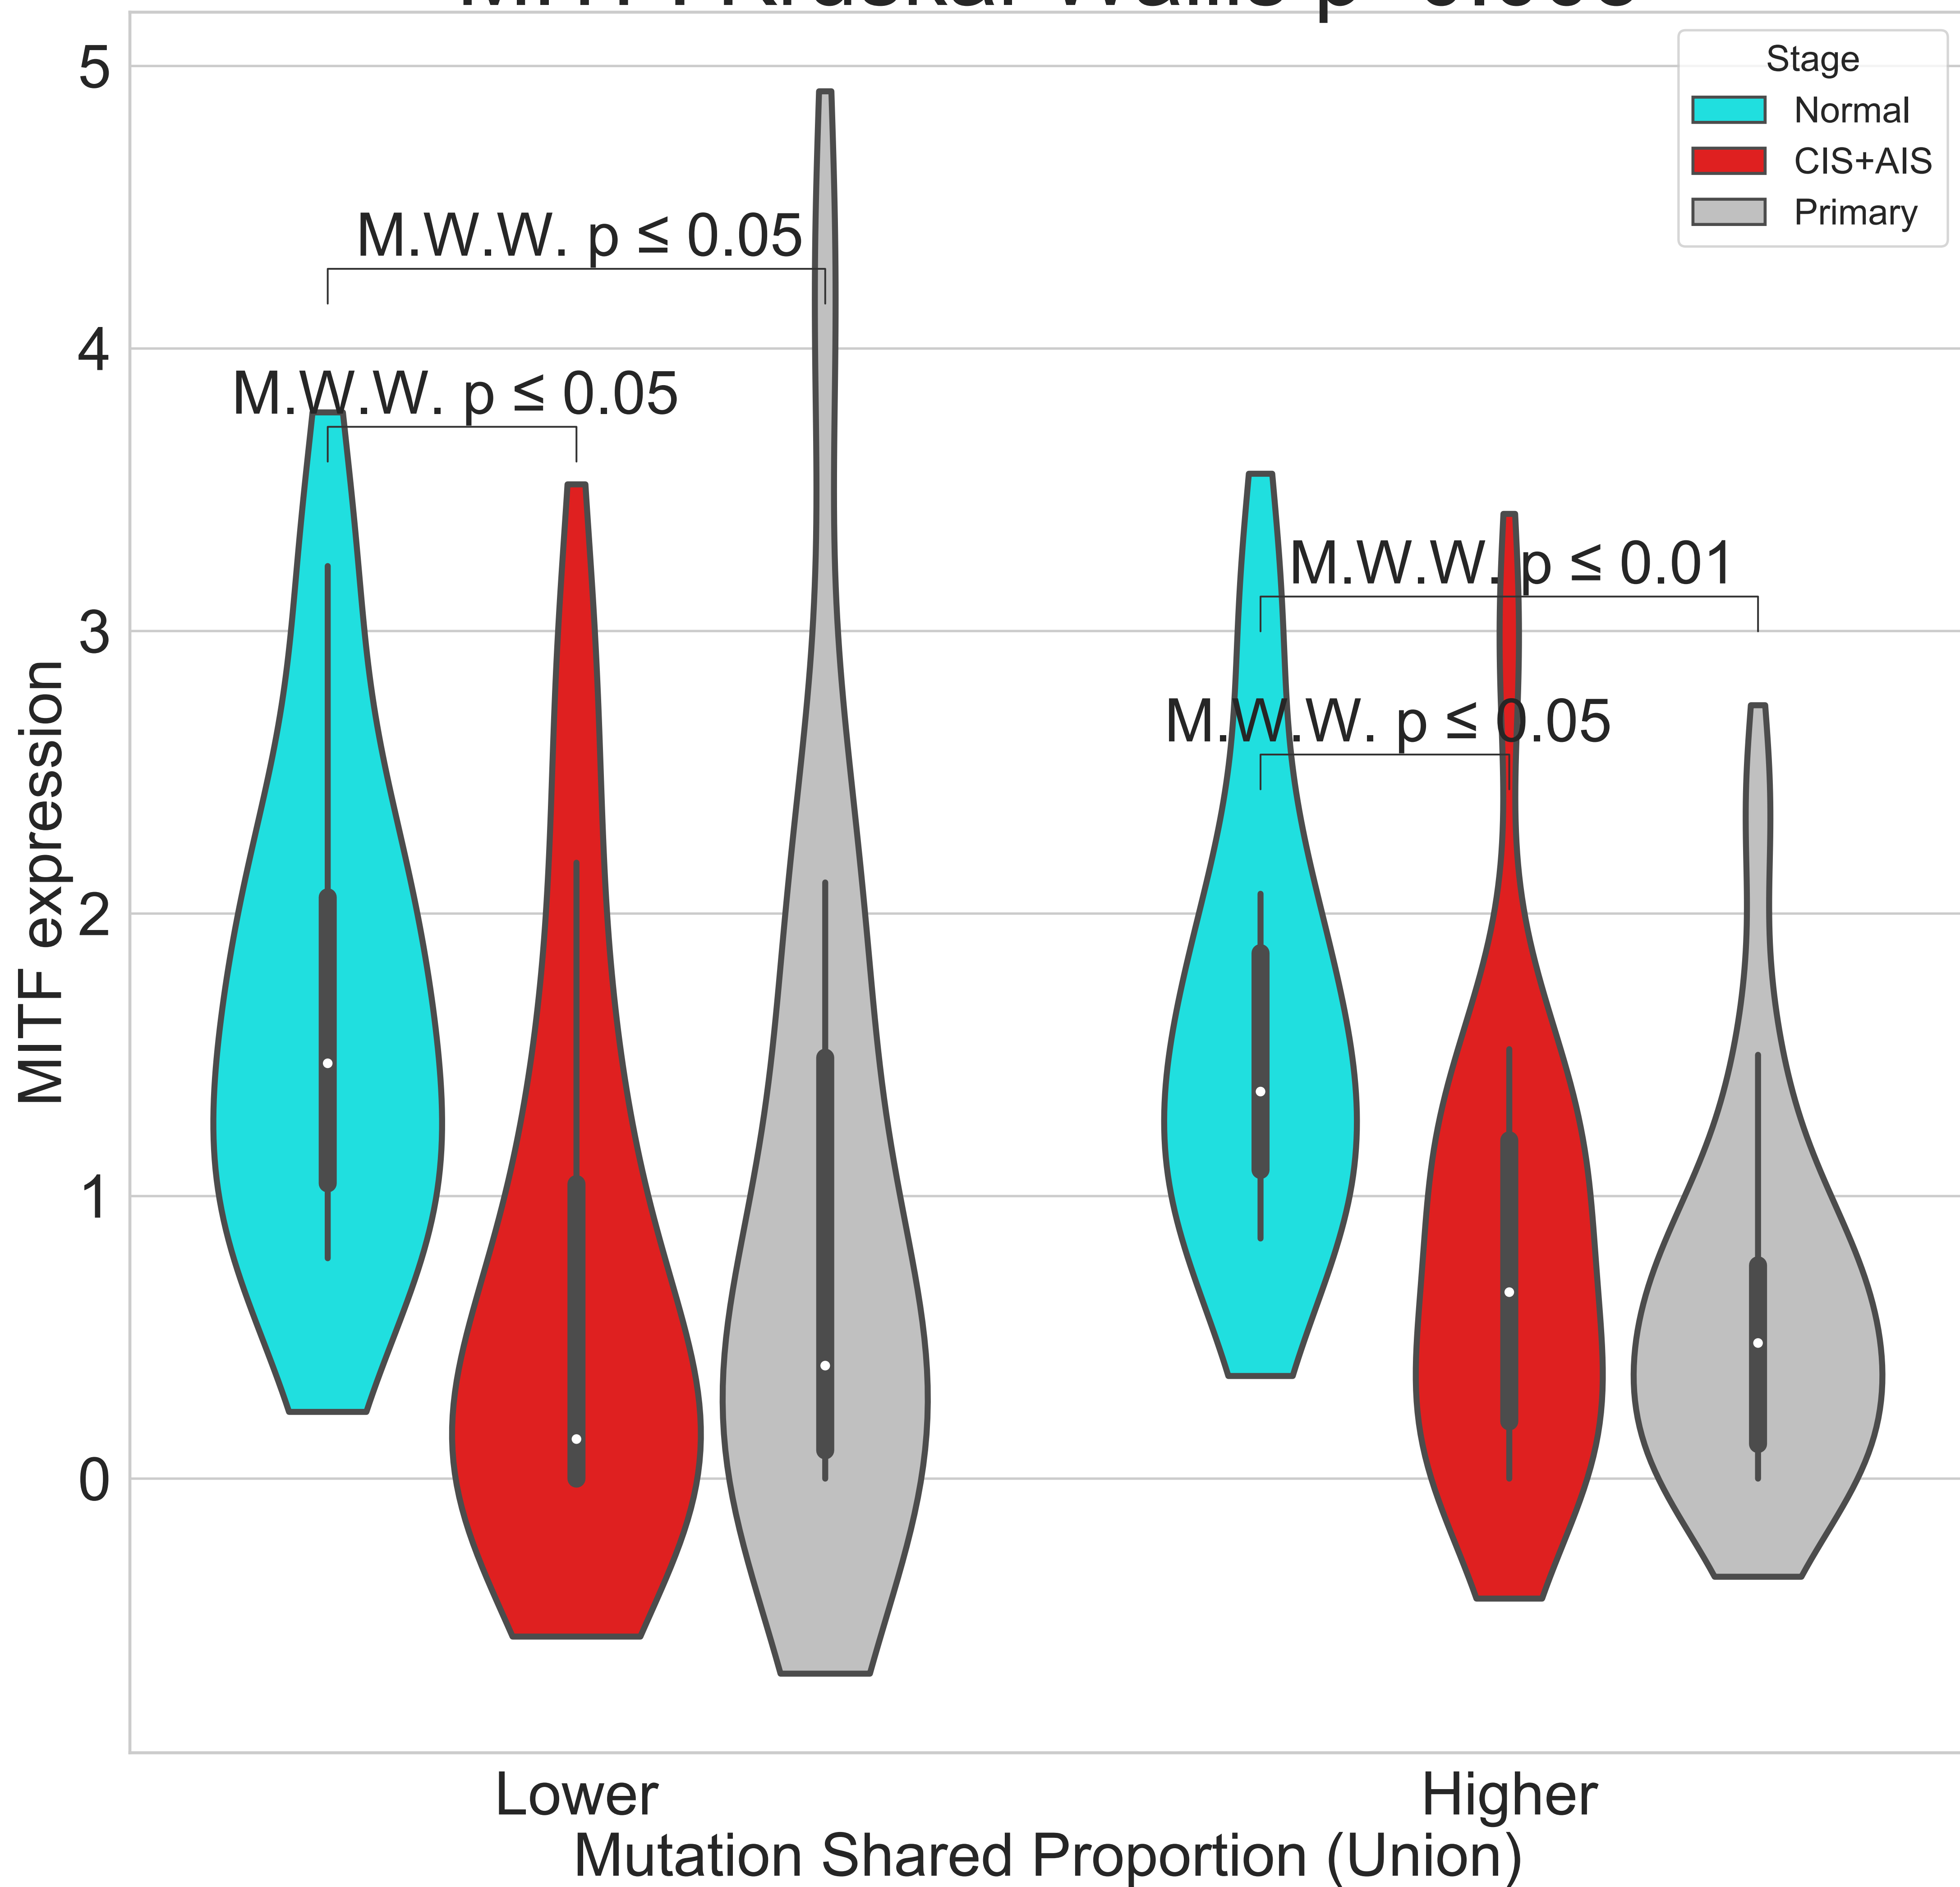 5
4
3
2
1
0
MITF expression
Stage
Normal
CIS+AIS
Primary
M.W.W. p ≤ 0.05
M.W.W. p ≤ 0.05
M.W.W. p ≤ 0.01
M.W.W. p ≤ 0.05
Lower
Higher
Mutation Shared Proportion (Union)